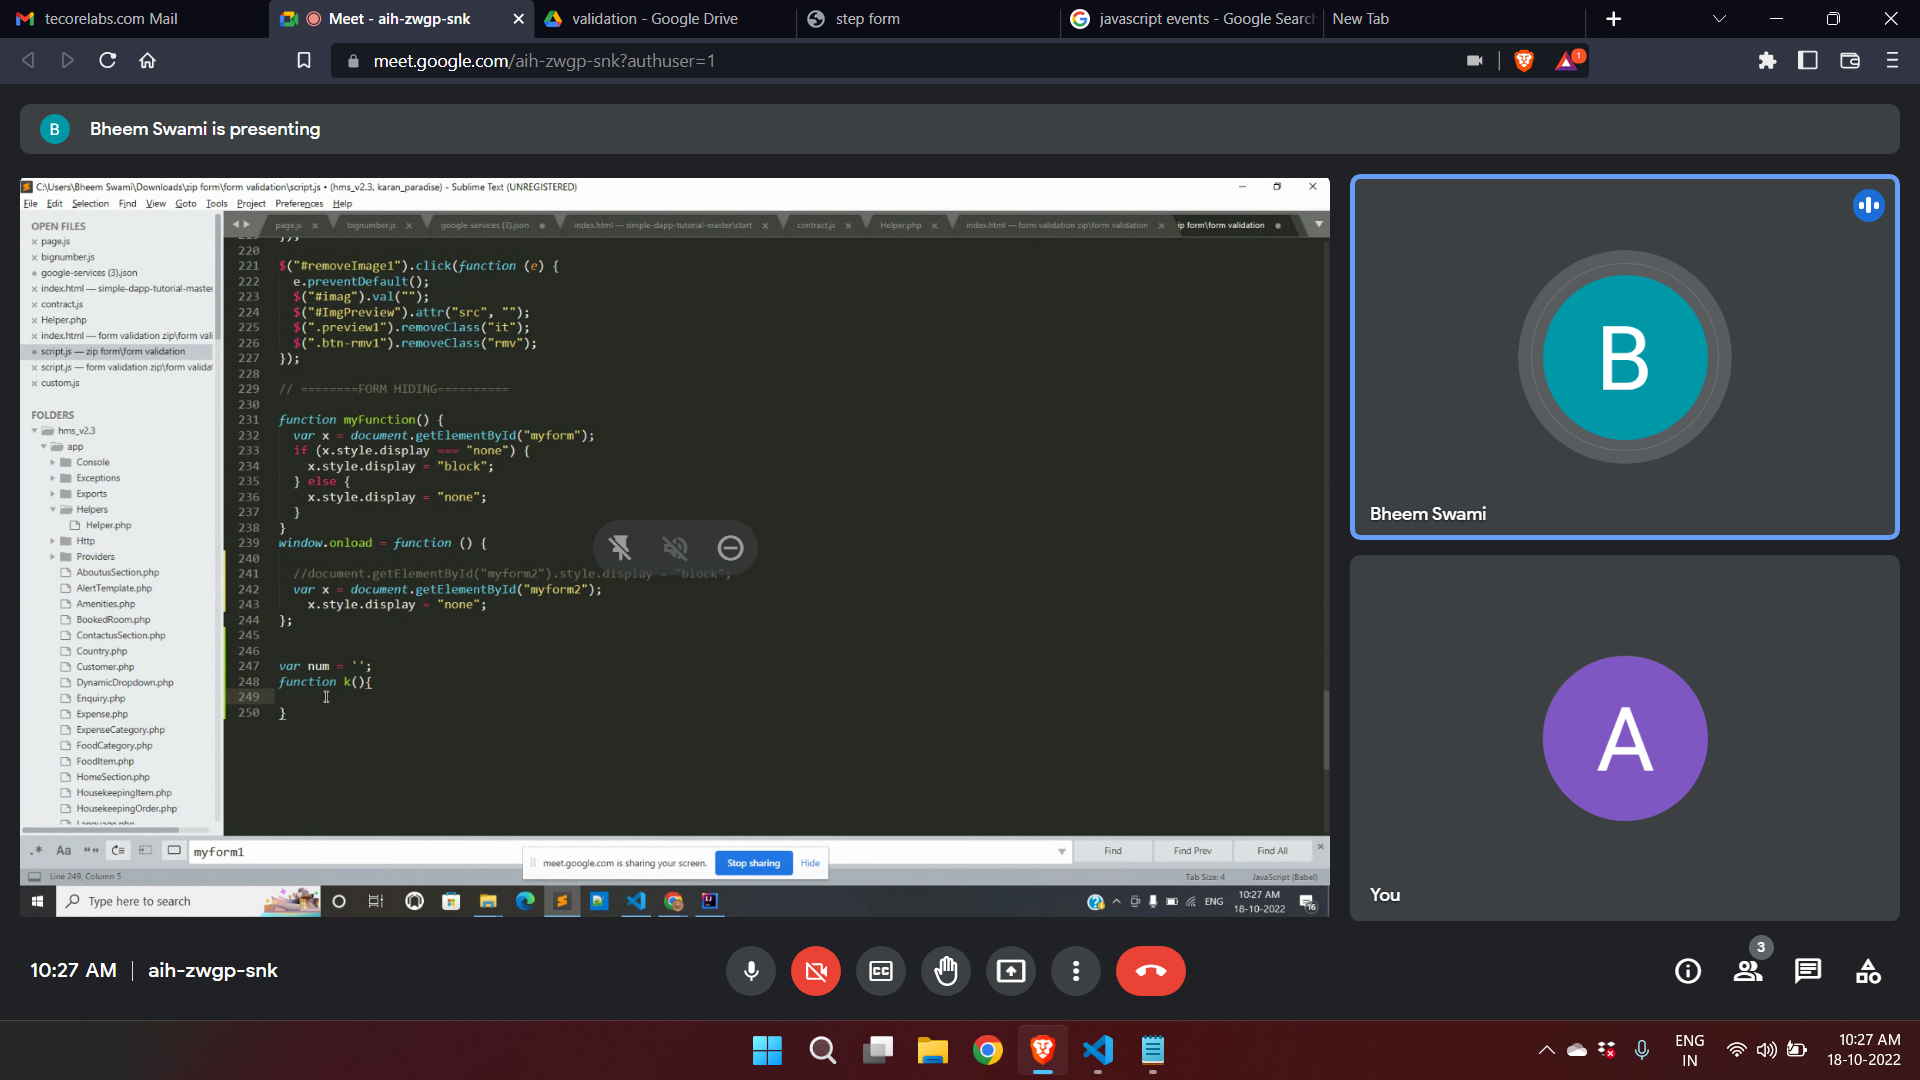 tecorelabs.com Mail
Meet - aih-zwgp-snk
validation - Google Drive
step form
javascript events - Google Search
New Tab
meet.google.com/aih-zwgp-snk?authuser=1
1
B
Bheem Swami is presenting
C:\Users\Bheem Swami\Downloads\zip form\form validation\script.js • (hms_v2.3, karan_paradise) - Sublime Text (UNREGISTERED)
File Edit Selection Find View Goto Tools Project Preferences Help
OPEN FILES
page.js
bignumber.js
google-services (3).json
index.html — simple-dapp-tutorial-master
contract.js
Helper.php
index.html — form validation zip\form vali
script.js — zip form\form validation
script.js — form validation zip\form valida
custom.js
FOLDERS
hms_v2.3
app
Console
Exceptions
Exports
Helpers
Helper.php
Http
Providers
AboutusSection.php
AlertTemplate.php
Amenities.php
BookedRoom.php
ContactusSection.php
Country.php
Customer.php
DynamicDropdown.php
Enquiry.php
Expense.php
ExpenseCategory.php
FoodCategory.php
FoodItem.php
HomeSection.php
HousekeepingItem.php
HousekeepingOrder.php
Language.php
page.js
bignumber.js
google-services (3).json
index.html — simple-dapp-tutorial-master\start
contract.js
Helper.php
index.html — form validation zip\form validation
ip form\form validation
219 });
220
221 $("#removeImage1").click(function (e) {
222 e.preventDefault();
223 $("#imag").val("");
224 $("#ImgPreview").attr("src", "");
225 $(".preview1").removeClass("it");
226 $(".btn-rmv1").removeClass("rmv");
227 });
228
229 // ========FORM HIDING==========
230
231 function myFunction() {
232 var x = document.getElementById("myform");
233 if (x.style.display === "none") {
234 x.style.display = "block";
235 } else {
236 x.style.display = "none";
237 }
238 }
239 window.onload = function () {
240
241 //document.getElementById("myform2").style.display = "block";
242 var x = document.getElementById("myform2");
243 x.style.display = "none";
244 };
245
246
247 var num = '';
248 function k(){
249
250 }
.* Aa “”
myform1
Find
Find Prev
Find All
meet.google.com is sharing your screen.
Stop sharing
Hide
Line 249, Column 5
Tab Size: 4
JavaScript (Babel)
Type here to search
ENG
10:27 AM
18-10-2022
16
B
Bheem Swami
A
You
10:27 AM | aih-zwgp-snk
CC
3
ENG
IN
10:27 AM
18-10-2022